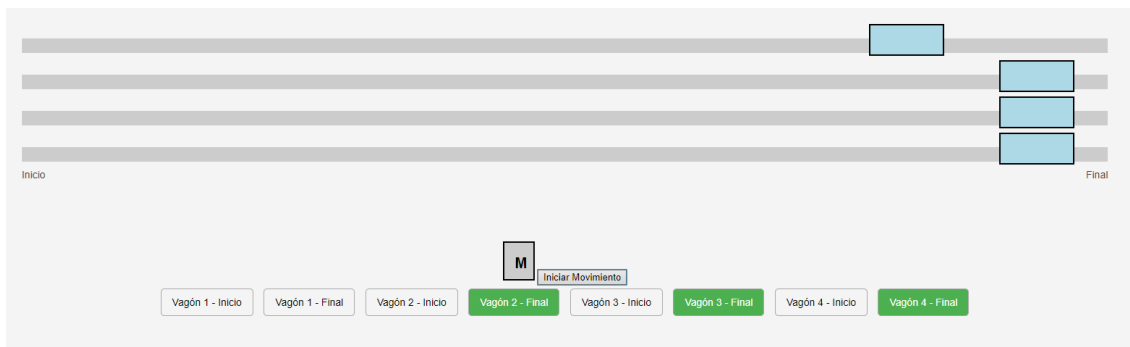 Inicio Final
M
Iniciar Movimiento
Vagón 1 - Inicio Vagón 1 - Final Vagón 2 - Inicio Vagón 2 - Final Vagón 3 - Inicio Vagón 3 - Final Vagón 4 - Inicio Vagón 4 - Final